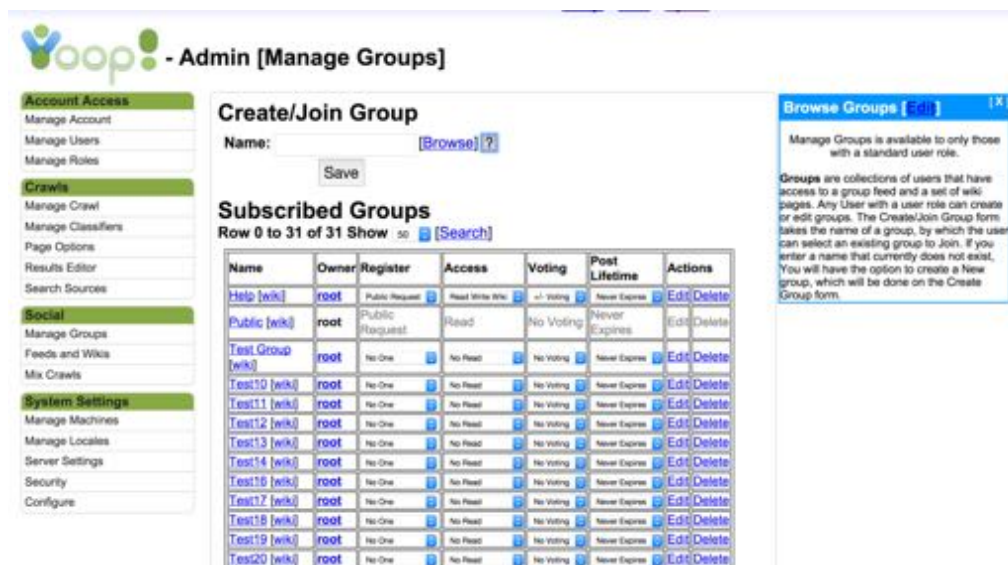 Yoop! - Admin [Manage Groups]
Account Access
Manage Account
Manage Users
Manage Roles
Crawls
Manage Crawl
Manage Classifiers
Page Options
Results Editor
Search Sources
Social
Manage Groups
Feeds and Wikis
Mix Crawls
System Settings
Manage Machines
Manage Locales
Server Settings
Security
Configure
Create/Join Group
Name: [Browse] ?
Save
Subscribed Groups
Row 0 to 31 of 31 Show 50 [Search]
Name Owner Register Access Voting Post Lifetime Actions
Help [wiki] root Public Request Read Write Wiki +/- Voting Never Expires Edit Delete
Public [wiki] root Public Request Read No Voting Never Expires Edit Delete
Test Group [wiki] root No One No Read No Voting Never Expires Edit Delete
Test10 [wiki] root No One No Read No Voting Never Expires Edit Delete
Test11 [wiki] root No One No Read No Voting Never Expires Edit Delete
Test12 [wiki] root No One No Read No Voting Never Expires Edit Delete
Test13 [wiki] root No One No Read No Voting Never Expires Edit Delete
Test14 [wiki] root No One No Read No Voting Never Expires Edit Delete
Test16 [wiki] root No One No Read No Voting Never Expires Edit Delete
Test17 [wiki] root No One No Read No Voting Never Expires Edit Delete
Test18 [wiki] root No One No Read No Voting Never Expires Edit Delete
Test19 [wiki] root No One No Read No Voting Never Expires Edit Delete
Test20 [wiki] root No One No Read No Voting Never Expires Edit Delete
Browse Groups [Edit] [X
Manage Groups is available to only those
with a standard user role.
Groups are collections of users that have
access to a group feed and a set of wiki
pages. Any User with a user role can create
or edit groups. The Create/Join Group form
takes the name of a group, by which the user
can select an existing group to Join. If you
enter a name that currently does not exist,
You will have the option to create a New
group, which will be done on the Create
Group form.